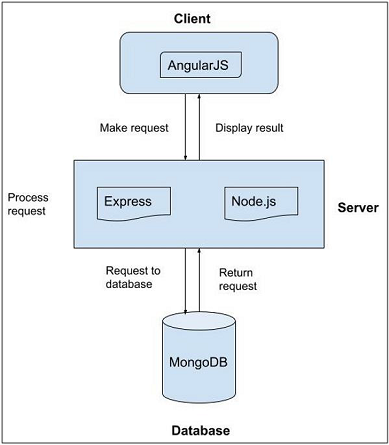 Client
AngularJS
Make request
Display result
Process
request
Express
Node.js
Server
Request to
database
Return
request
MongoDB
Database